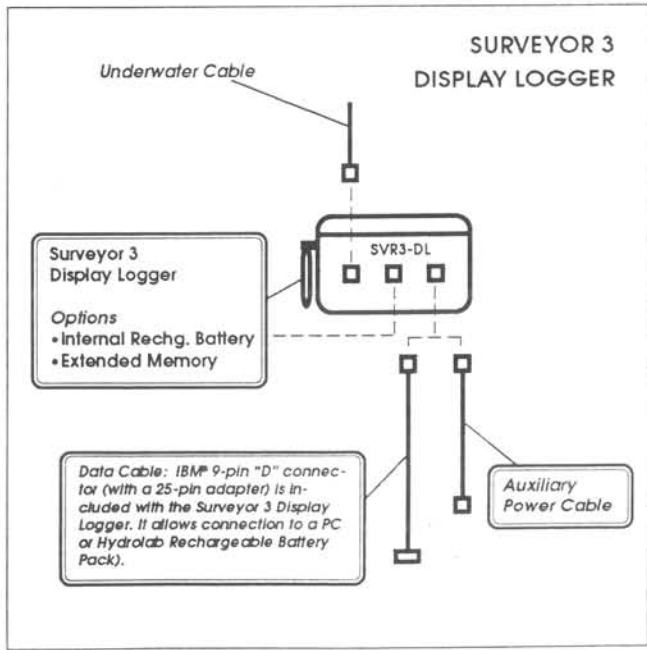 SURVEYOR 3
DISPLAY LOGGER
Underwater Cable
SVR3-DL
Surveyor 3
Display Logger
Options
• Internal Rechg. Battery
• Extended Memory
Data Cable: IBM® 9-pin "D" connec-
tor (with a 25-pin adapter) is in-
cluded with the Surveyor 3 Display
Logger. It allows connection to a PC
or Hydrolab Rechargeable Battery
Pack).
Auxiliary
Power Cable